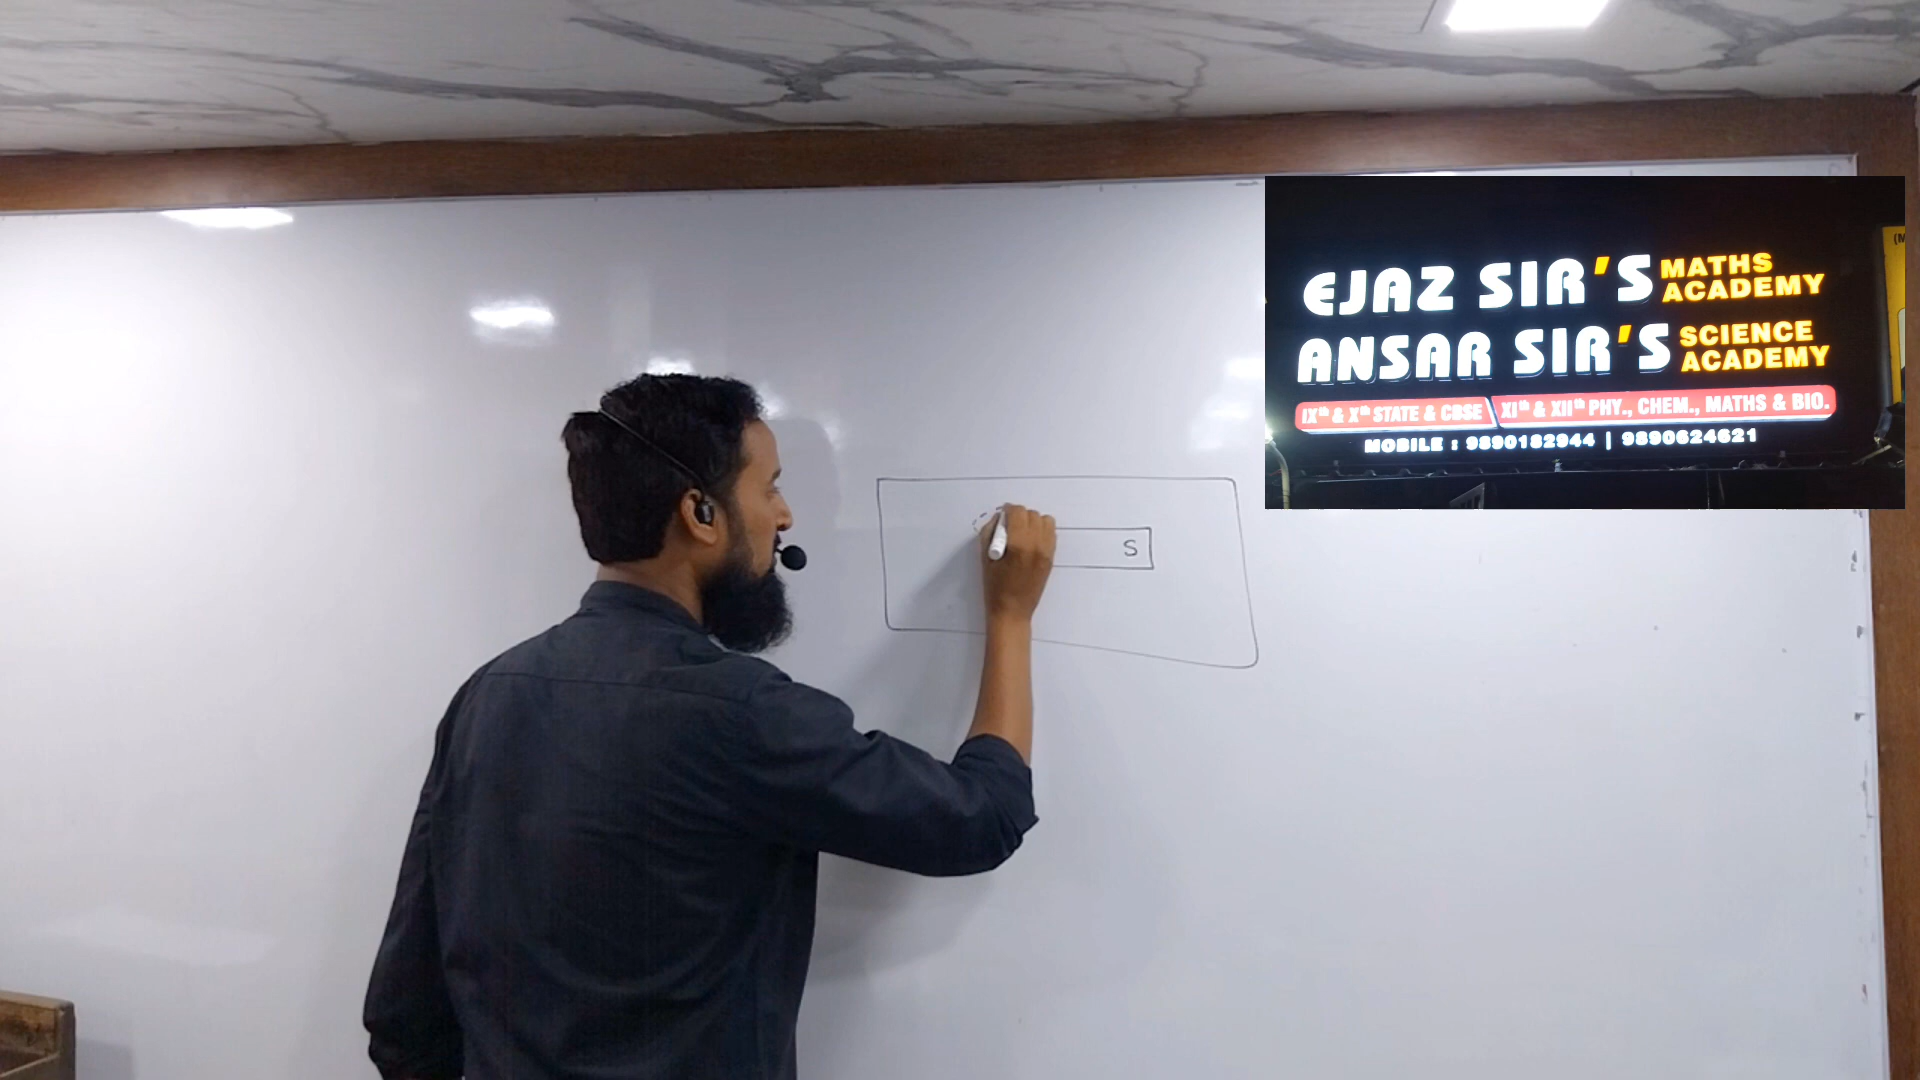 EJAZ SIR'S MATHS ACADEMY
ANSAR SIR'S SCIENCE ACADEMY
IXth & Xth STATE & CBSE XIth & XIIth PHY., CHEM., MATHS & BIO.
MOBILE : 9890182944 | 9890624621
(M
S